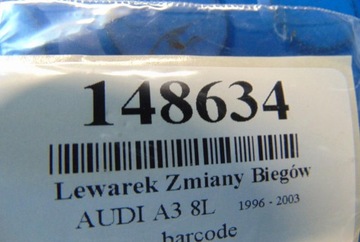 148634
Lewarek Zmiany Biegów
AUDI A3 8L 1996 - 2003
barcode